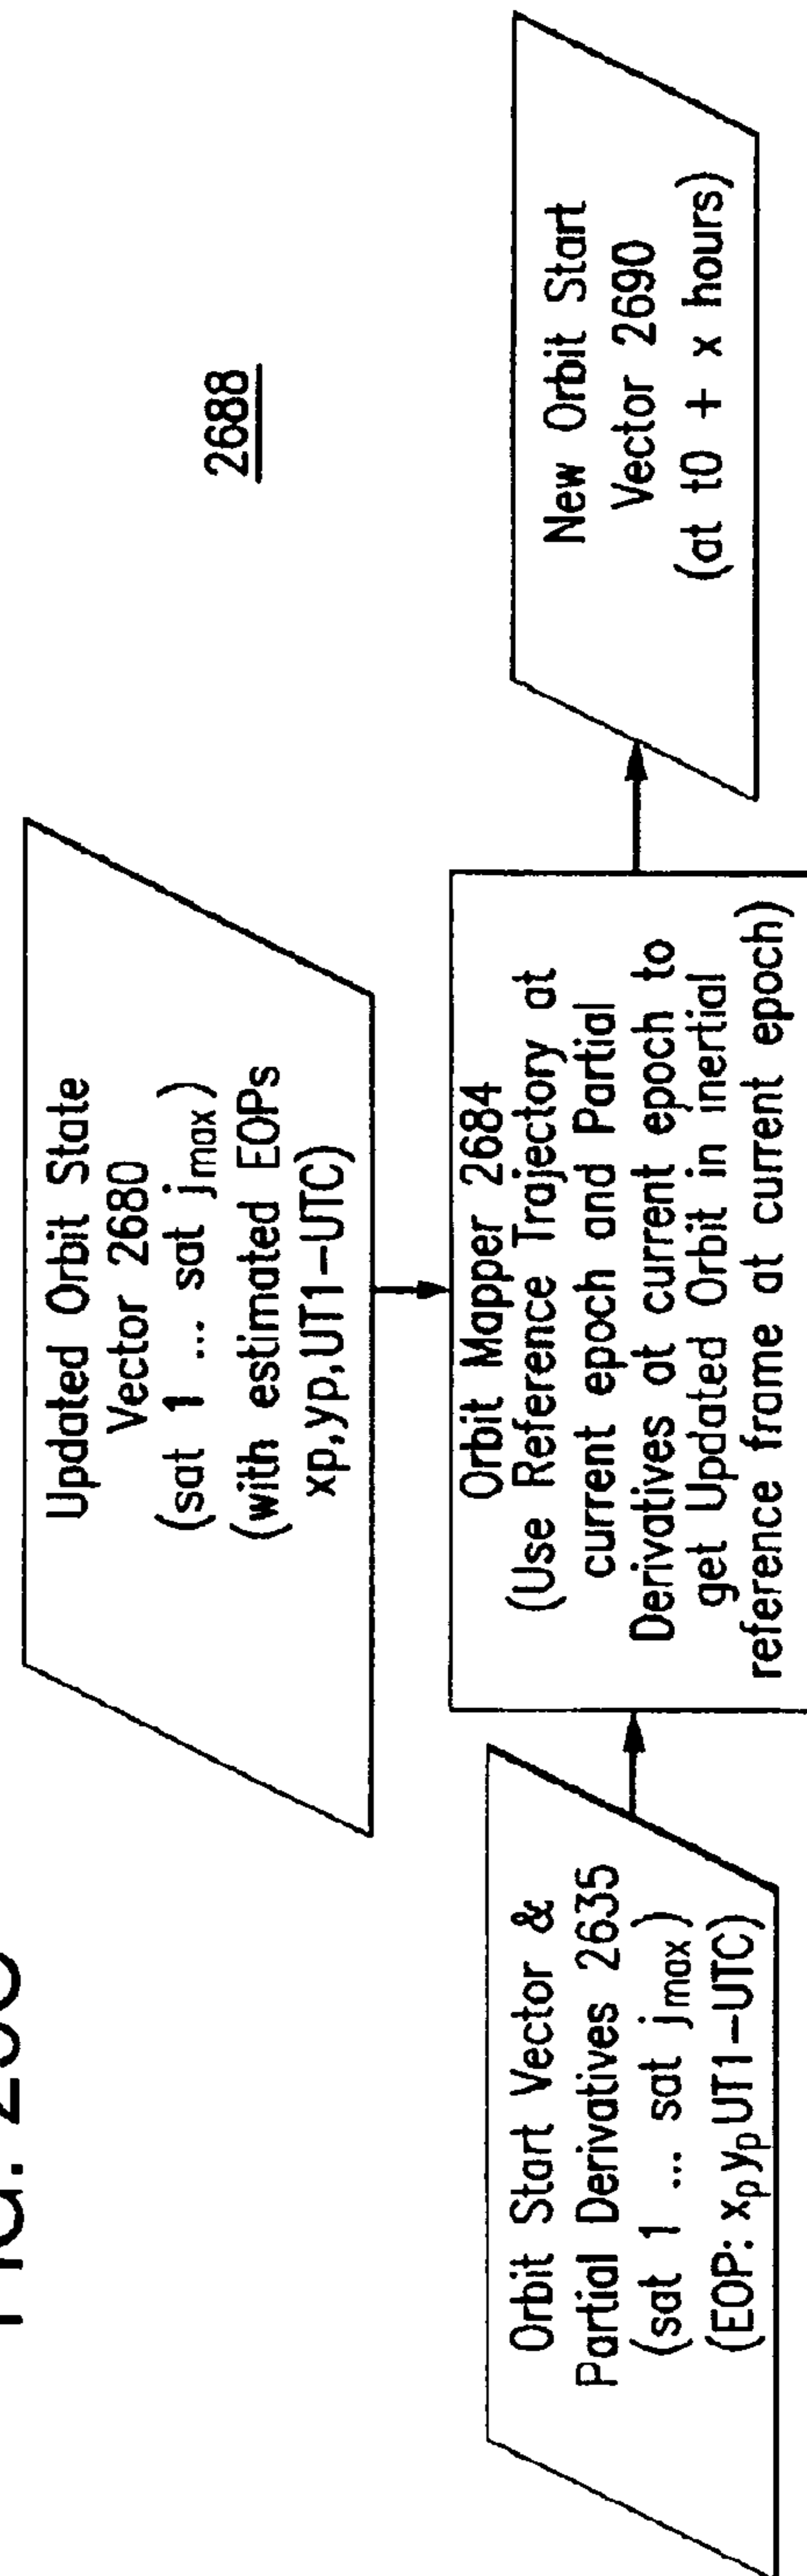 2688
Updated Orbit State
Vector 2680
(sat 1 ... sat jmax)
(with estimated EOPs
xp,yp,UT1-UTC)
Orbit Start Vector &
Partial Derivatives 2635
(sat 1 ... sat jmax)
(EOP: xp yp UT1-UTC)
Orbit Mapper 2684
(Use Reference Trajectory at
current epoch and Partial
Derivatives at current epoch to
get Updated Orbit in inertial
reference frame at current epoch)
New Orbit Start
Vector 2690
(at t0 + x hours)